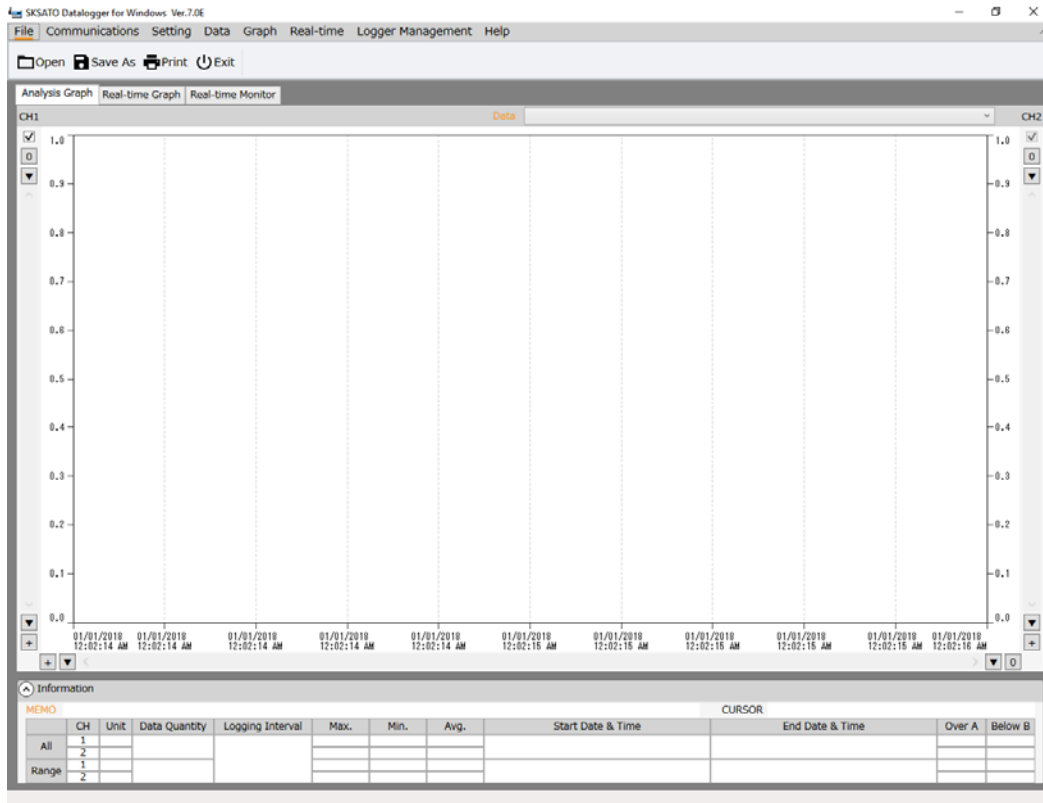 SKSATO Datalogger for Windows Ver.7.0E
File Communications Setting Data Graph Real-time Logger Management Help
Open Save As Print Exit
Analysis Graph Real-time Graph Real-time Monitor
CH1 Data CH2
1.0 1.0
0 0
0.9 0.9
0.8 0.8
0.7 0.7
0.6 0.6
0.5 0.5
0.4 0.4
0.3 0.3
0.2 0.2
0.1 0.1
0.0 0.0
01/01/2018 01/01/2018 01/01/2018 01/01/2018 01/01/2018 01/01/2018 01/01/2018 01/01/2018 01/01/2018 01/01/2018 01/01/2018
+ 12:02:14 AM 12:02:14 AM 12:02:14 AM 12:02:14 AM 12:02:14 AM 12:02:15 AM 12:02:15 AM 12:02:15 AM 12:02:15 AM 12:02:15 AM 12:02:16 AM +
+ 0
Information
MEMO CURSOR
CH Unit Data Quantity Logging Interval Max. Min. Avg. Start Date & Time End Date & Time Over A Below B
All 1
2
Range 1
2